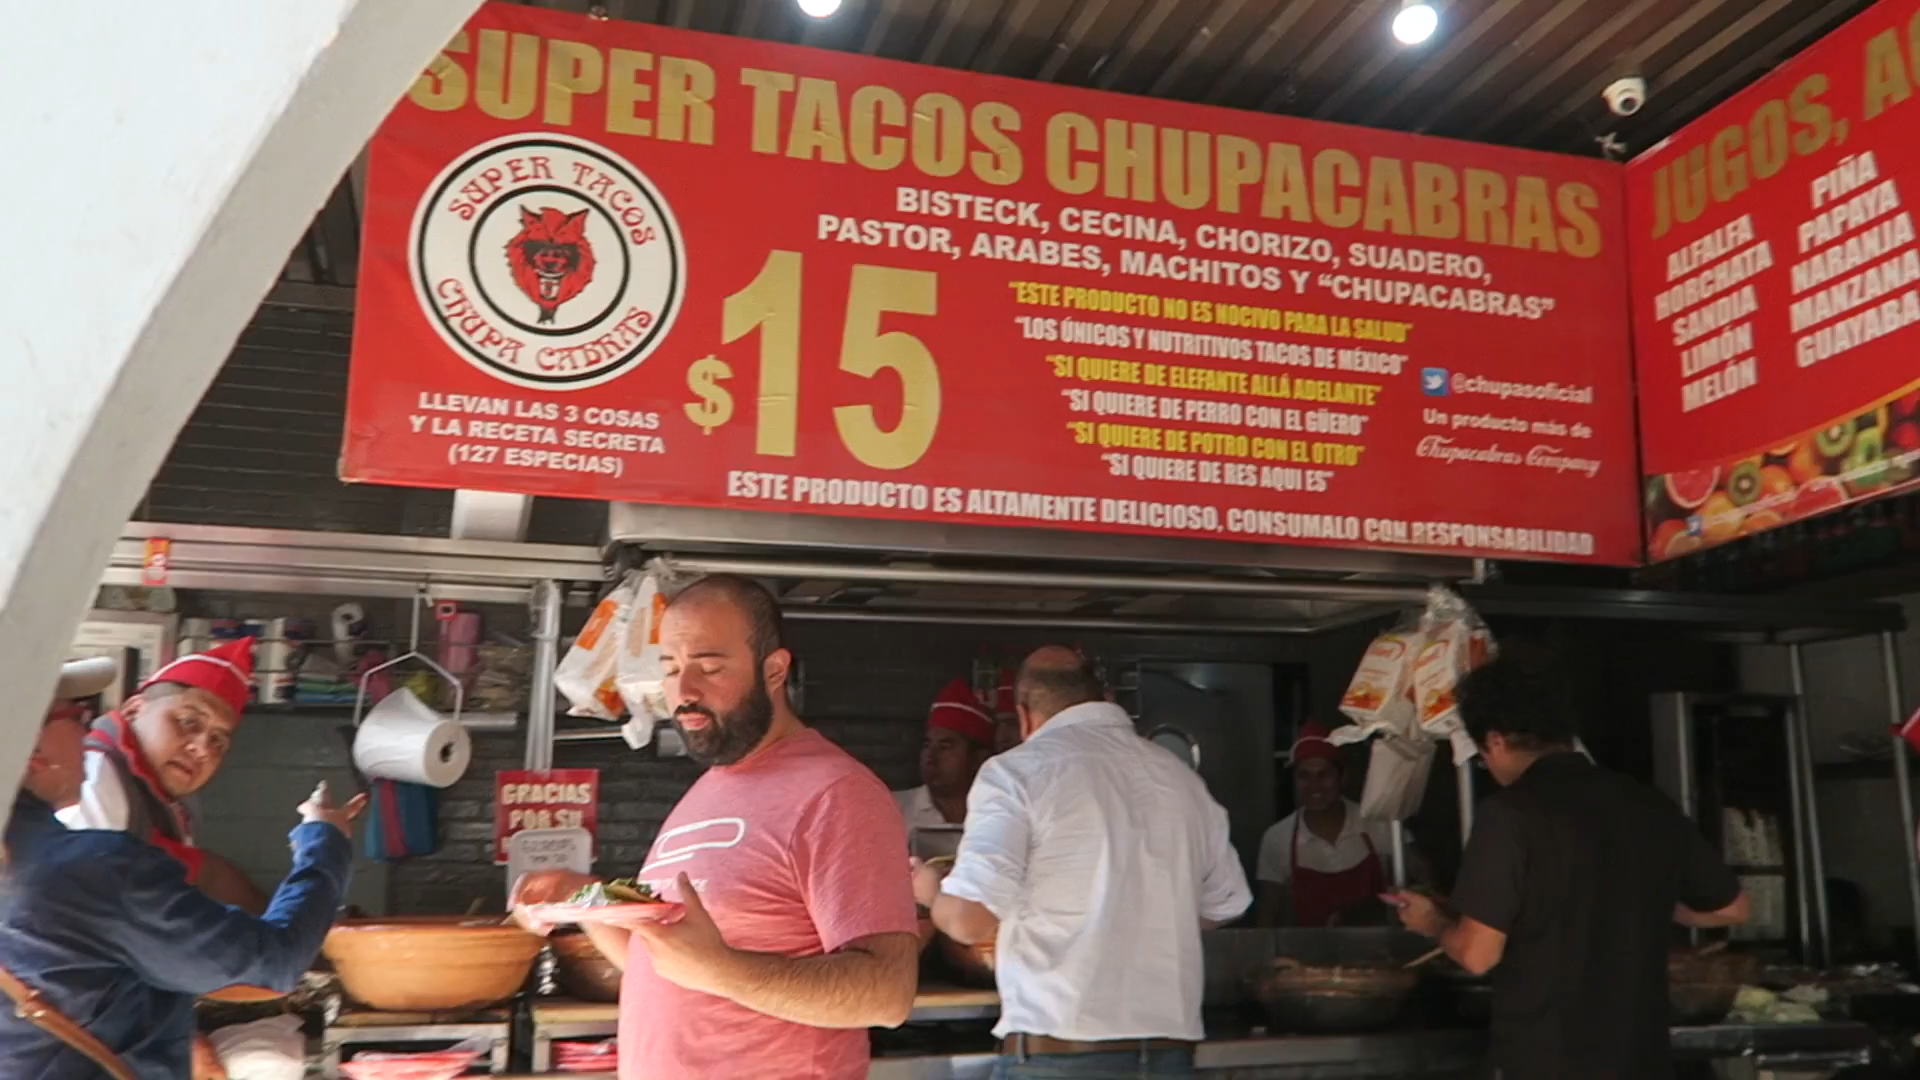 SUPER TACOS CHUPACABRAS
SUPER TACOS
CHUPA CABRAS
BISTECK, CECINA, CHORIZO, SUADERO,
PASTOR, ARABES, MACHITOS Y “CHUPACABRAS”
$15
"ESTE PRODUCTO NO ES NOCIVO PARA LA SALUD"
"LOS ÚNICOS Y NUTRITIVOS TACOS DE MÉXICO"
"SI QUIERE DE ELEFANTE ALLÁ ADELANTE"
"SI QUIERE DE PERRO CON EL GÜERO"
"SI QUIERE DE POTRO CON EL OTRO"
"SI QUIERE DE RES AQUI ES"
@chupasoficial
Un producto más de
Chupacabras Company
LLEVAN LAS 3 COSAS
Y LA RECETA SECRETA
(127 ESPECIAS)
ESTE PRODUCTO ES ALTAMENTE DELICIOSO, CONSUMALO CON RESPONSABILIDAD
JUGOS,
ALFALFA
HORCHATA
SANDIA
LIMÓN
MELÓN
PIÑA
PAPAYA
NARANJA
MANZANA
GUAYABA
GRACIAS
POR SU